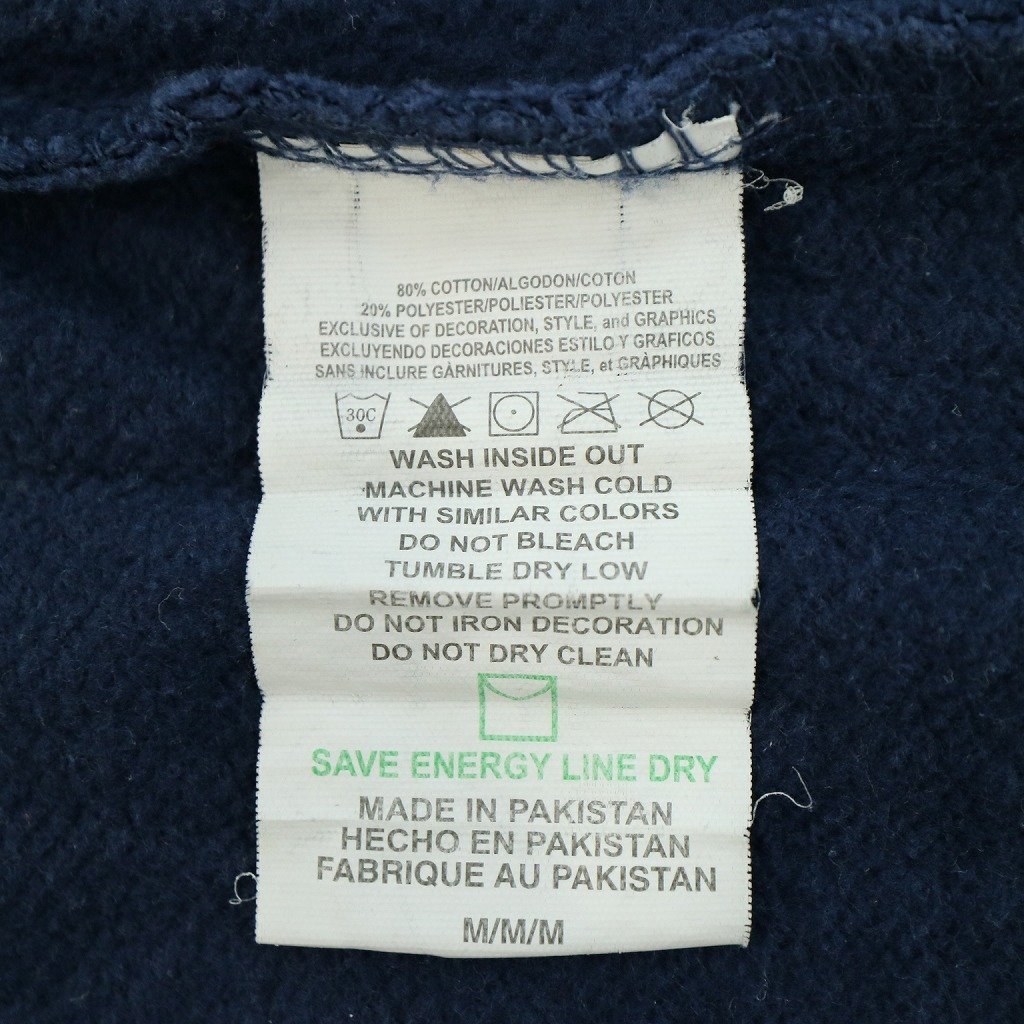 80% COTTON/ALGODON/COTON
20% POLYESTER/POLIESTER/POLYESTER
EXCLUSIVE OF DECORATION, STYLE, and GRAPHICS
EXCLUYENDO DECORACIONES ESTILO Y GRAFICOS
SANS INCLURE GÀRNITURES, STYLE, et GRÀPHIQUES
30C
WASH INSIDE OUT
MACHINE WASH COLD
WITH SIMILAR COLORS
DO NOT BLEACH
TUMBLE DRY LOW
REMOVE PROMPTLY
DO NOT IRON DECORATION
DO NOT DRY CLEAN
SAVE ENERGY LINE DRY
MADE IN PAKISTAN
HECHO EN PAKISTAN
FABRIQUE AU PAKISTAN
M/M/M